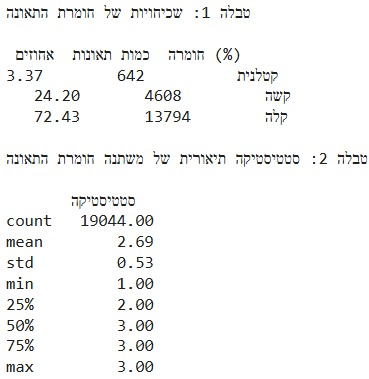 טבלה 1: שכיחויות של חומרת התאונה
חומרה  כמות תאונות  אחוזים (%)
קטלנית  642  3.37
קשה  4608  24.20
קלה  13794  72.43
טבלה 2: סטטיסטיקה תיאורית של משתנה חומרת התאונה
סטטיסטיקה
count 19044.00
mean 2.69
std 0.53
min 1.00
25% 2.00
50% 3.00
75% 3.00
max 3.00